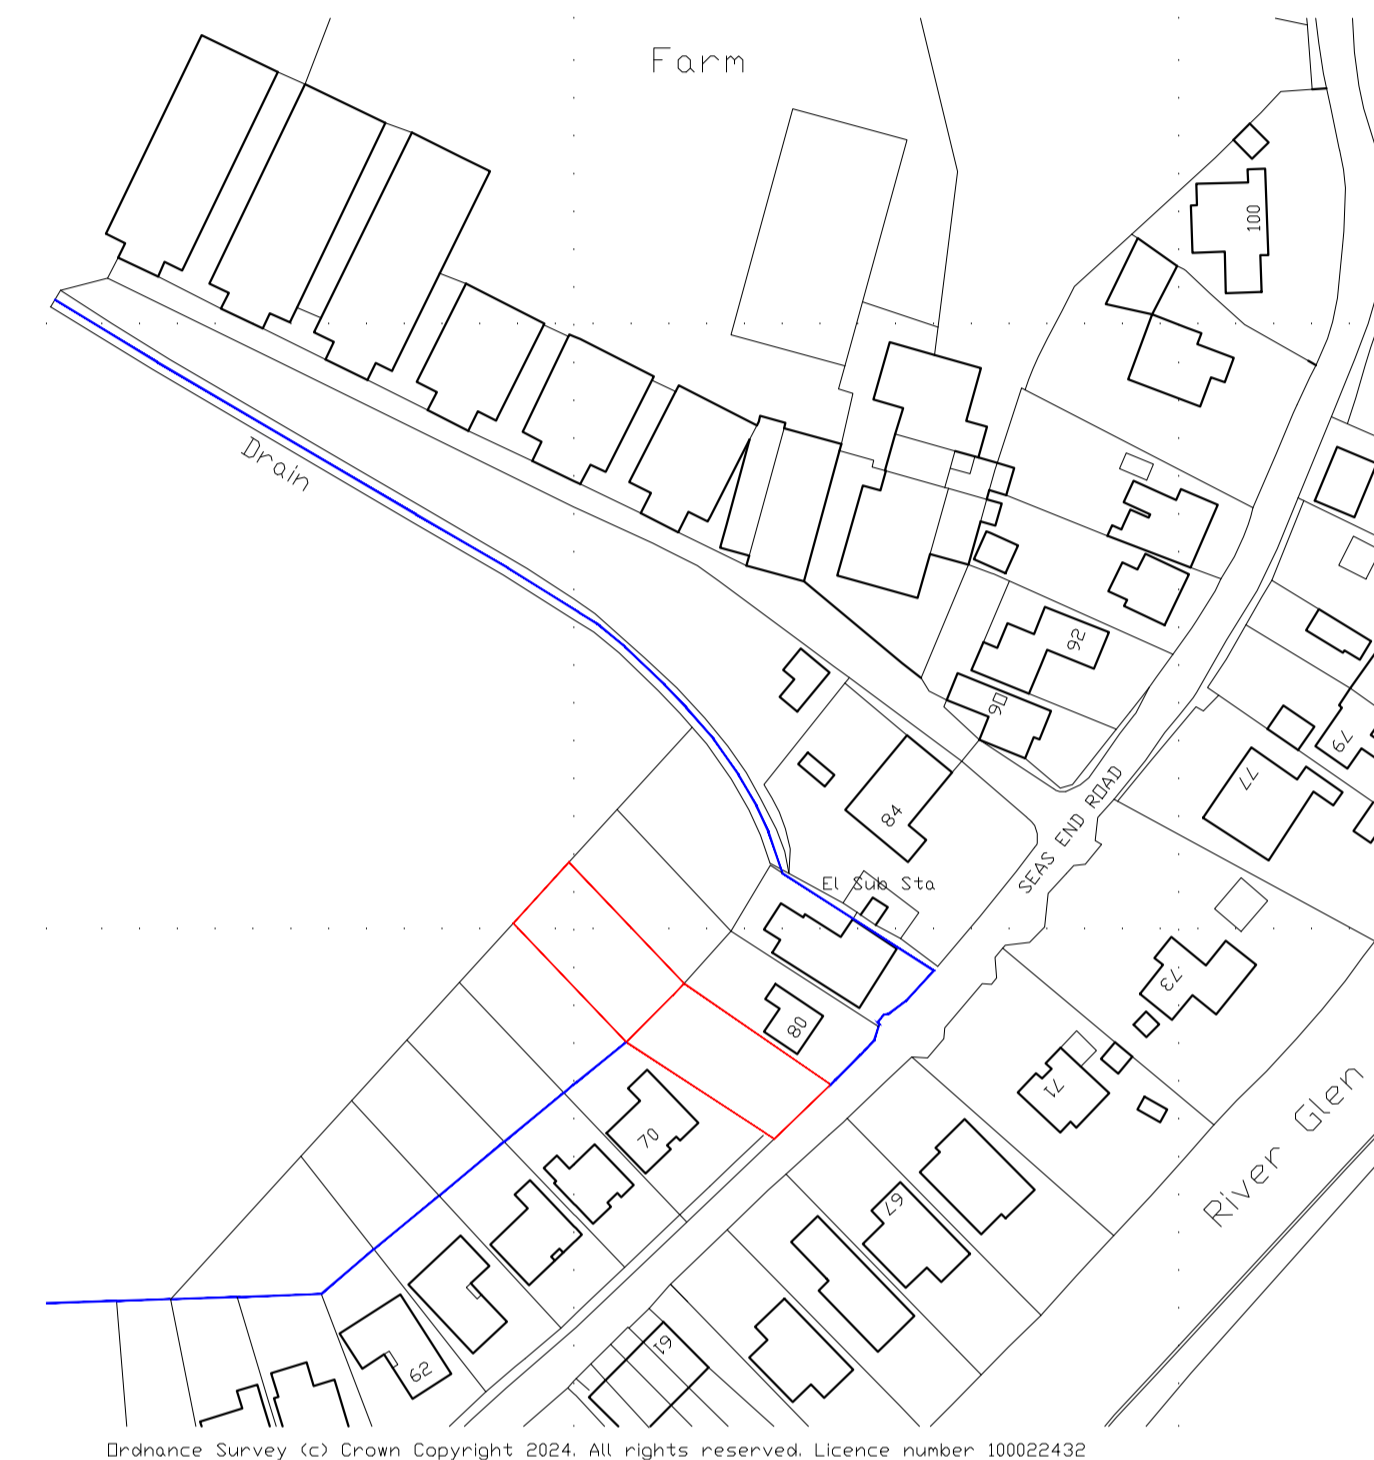 Farm
100
Drain
92
90
79
77
84
SEAS END ROAD
El Sub Sta
73
80
71
River Glen
70
67
61
62
Ordnance Survey (c) Crown Copyright 2024. All rights reserved. Licence number 100022432